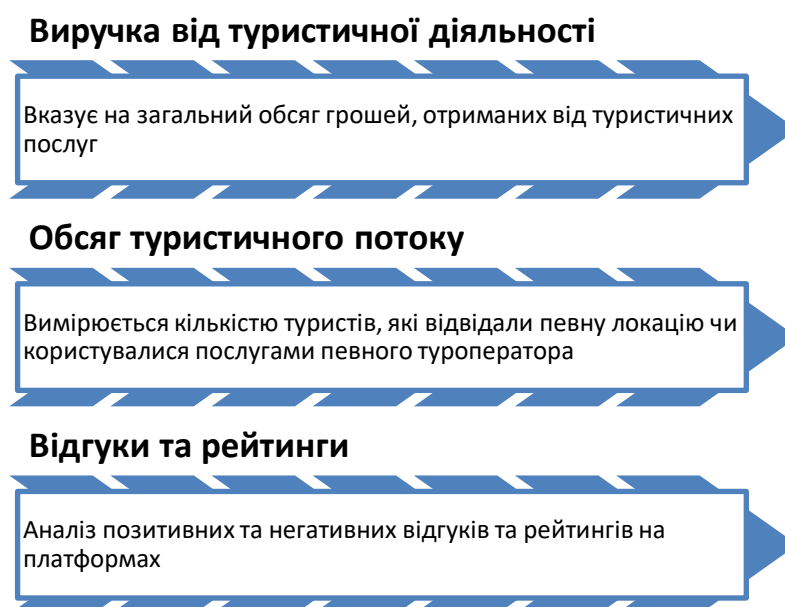 Виручка від туристичної діяльності
Вказує на загальний обсяг грошей, отриманих від туристичних
послуг
Обсяг туристичного потоку
Вимірюється кількістю туристів, які відвідали певну локацію чи
користувалися послугами певного туроператора
Відгуки та рейтинги
Аналіз позитивних та негативних відгуків та рейтингів на
платформах